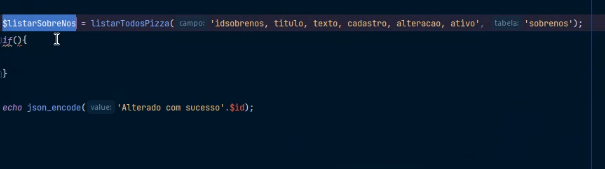 $listarSobreNos = listarTodosPizza( campo: 'idsobrenos, titulo, texto, cadastro, alteracao, ativo', tabela: 'sobrenos');
if(){
}
echo json_encode( value: 'Alterado com sucesso'.$id);